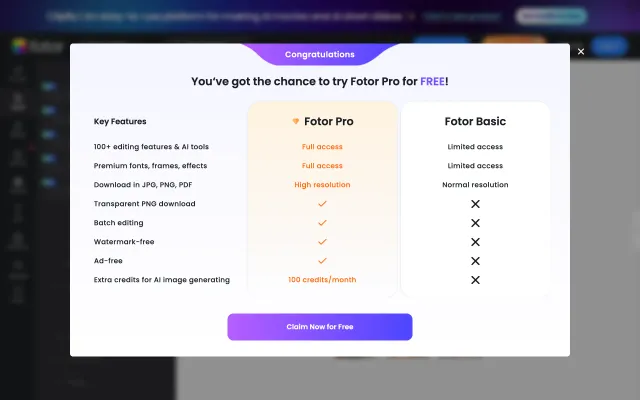 Congratulations
You've got the chance to try Fotor Pro for FREE!
Key Features
Fotor Pro
Fotor Basic
100+ editing features & AI tools
Full access
Limited access
Premium fonts, frames, effects
Full access
Limited access
Download in JPG, PNG, PDF
High resolution
Normal resolution
Transparent PNG download
Batch editing
Watermark-free
Ad-free
Extra credits for AI image generating
100 credits/month
Claim Now for Free